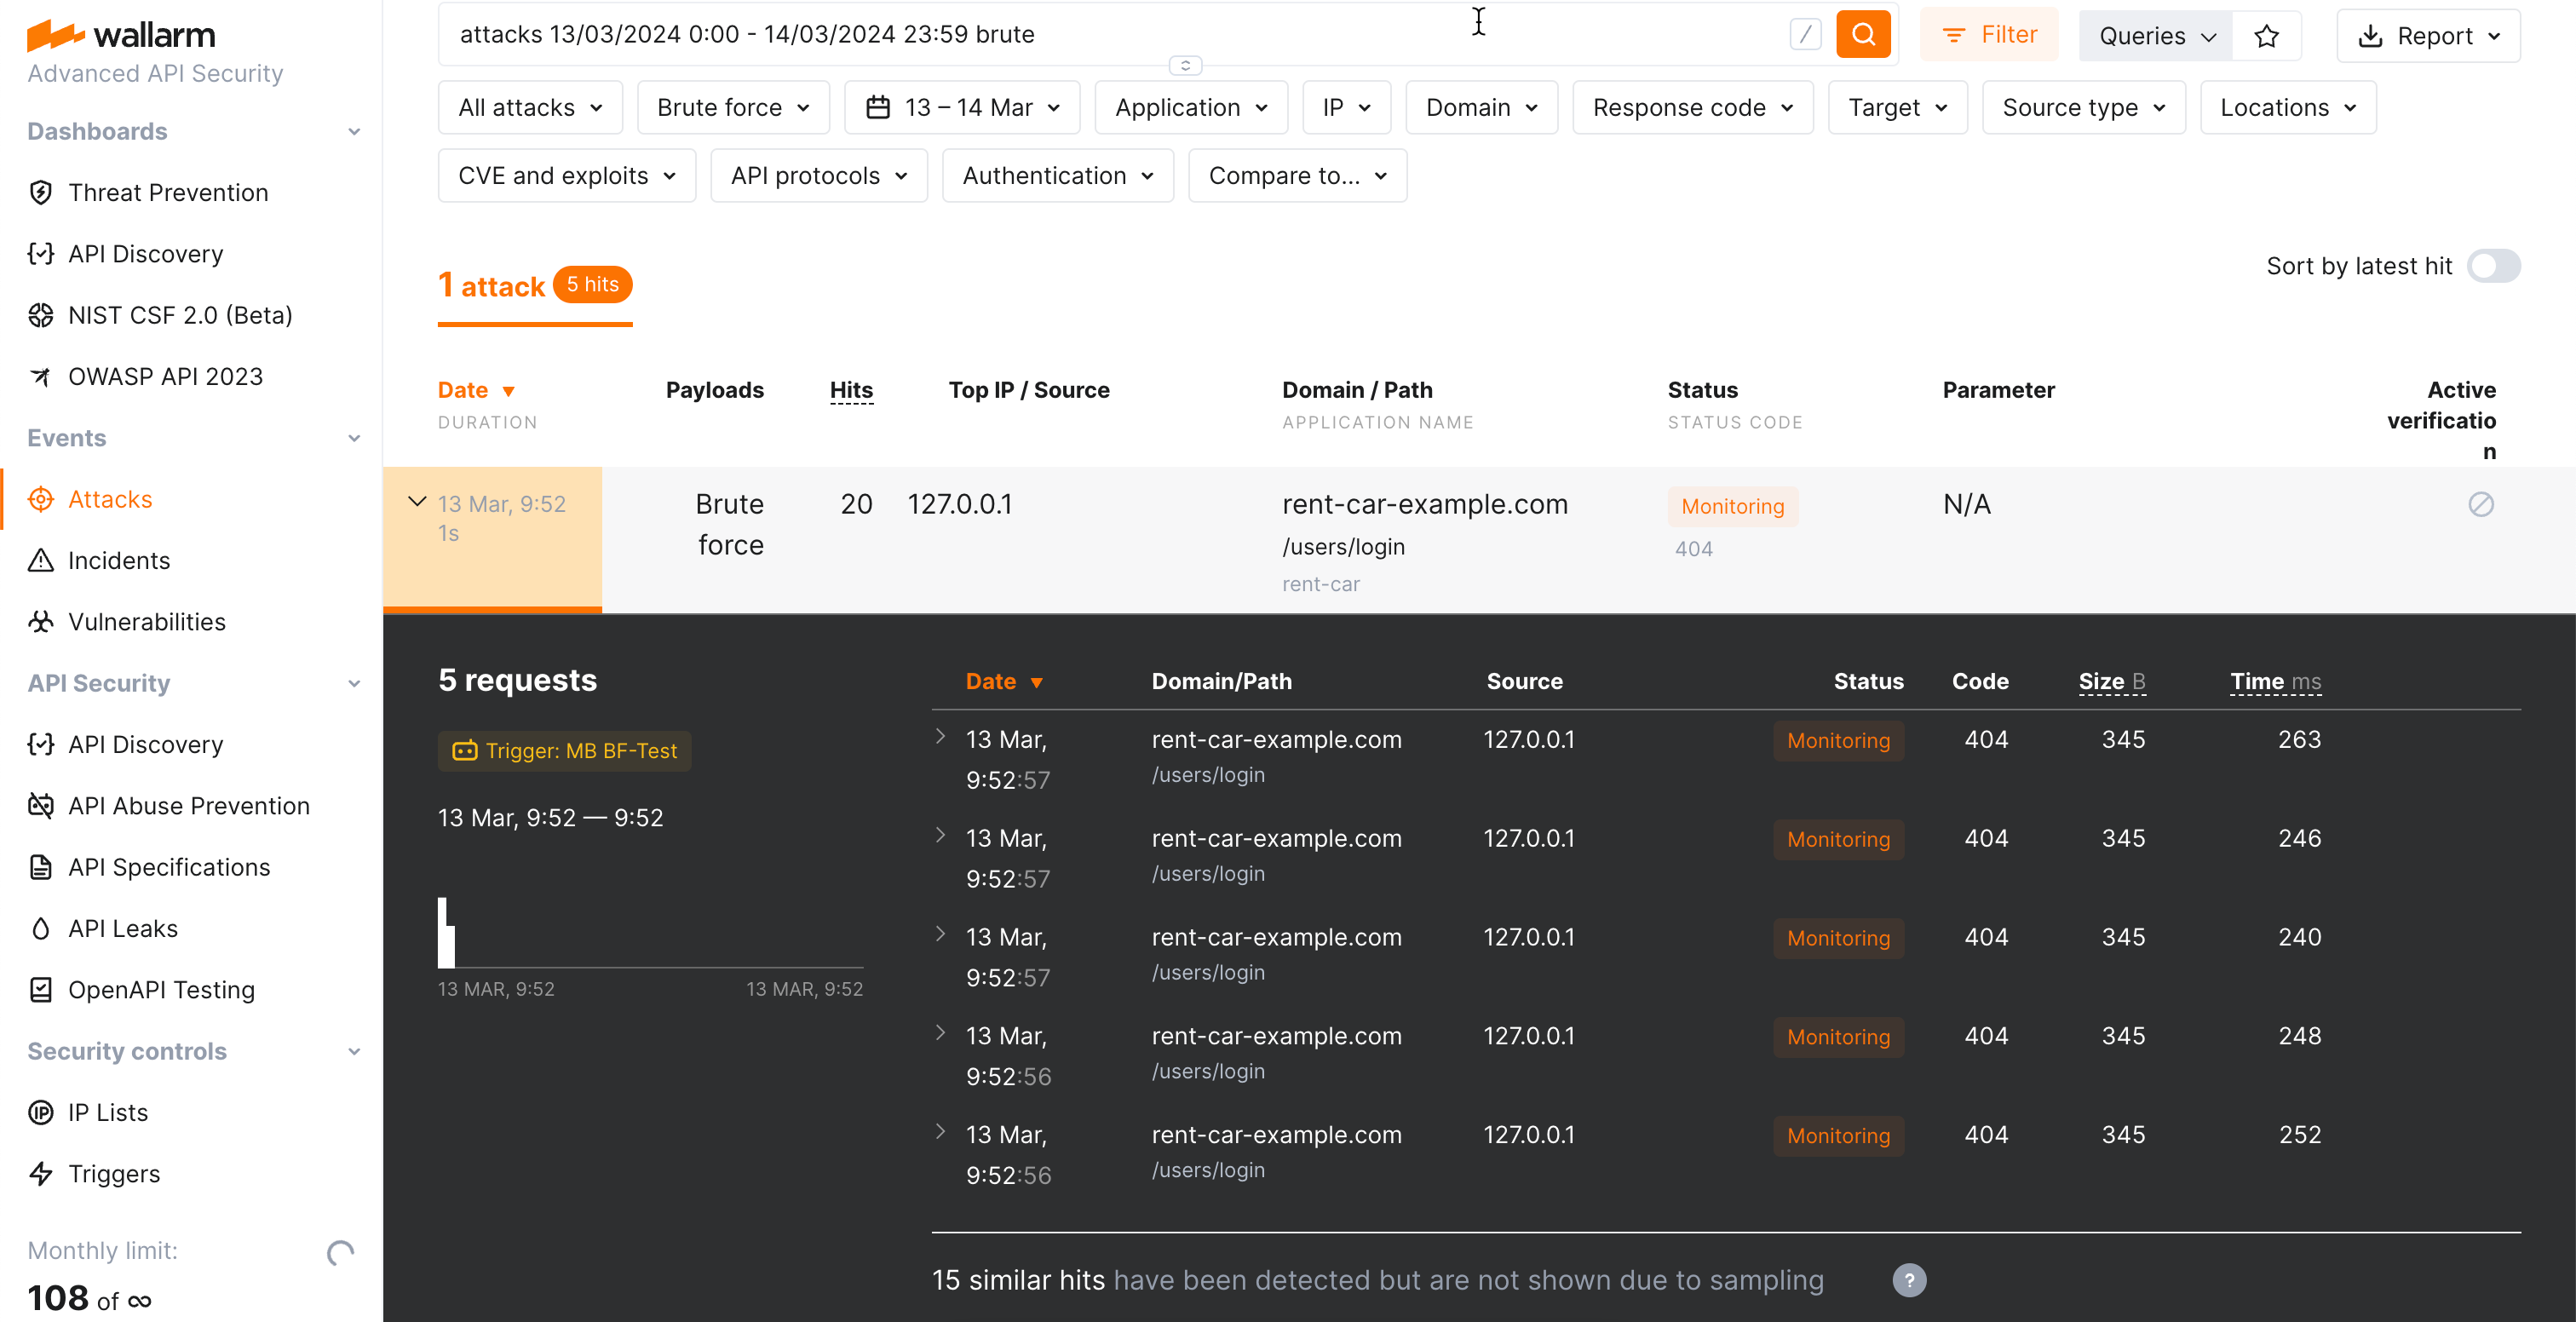 wallarm
Advanced API Security
Dashboards
Threat Prevention
API Discovery
NIST CSF 2.0 (Beta)
OWASP API 2023
Events
Attacks
Incidents
Vulnerabilities
API Security
API Discovery
API Abuse Prevention
API Specifications
API Leaks
OpenAPI Testing
Security controls
IP Lists
Triggers
Monthly limit:
108 of ∞
attacks 13/03/2024 0:00 - 14/03/2024 23:59 brute
/
Filter
Queries
Report
All attacks
Brute force
13 – 14 Mar
Application
IP
Domain
Response code
Target
Source type
Locations
CVE and exploits
API protocols
Authentication
Compare to...
1 attack 5 hits
Sort by latest hit
Date ▼ Payloads Hits Top IP / Source Domain / Path Status Parameter Active
DURATION APPLICATION NAME STATUS CODE verificatio
n
13 Mar, 9:52 Brute 20 127.0.0.1 rent-car-example.com Monitoring N/A
1s force /users/login 404
rent-car
5 requests
Trigger: MB BF-Test
13 Mar, 9:52 — 9:52
13 MAR, 9:52 13 MAR, 9:52
Date ▼ Domain/Path Source Status Code Size B Time ms
13 Mar, rent-car-example.com 127.0.0.1 Monitoring 404 345 263
9:52:57 /users/login
13 Mar, rent-car-example.com 127.0.0.1 Monitoring 404 345 246
9:52:57 /users/login
13 Mar, rent-car-example.com 127.0.0.1 Monitoring 404 345 240
9:52:57 /users/login
13 Mar, rent-car-example.com 127.0.0.1 Monitoring 404 345 248
9:52:56 /users/login
13 Mar, rent-car-example.com 127.0.0.1 Monitoring 404 345 252
9:52:56 /users/login
15 similar hits have been detected but are not shown due to sampling ?